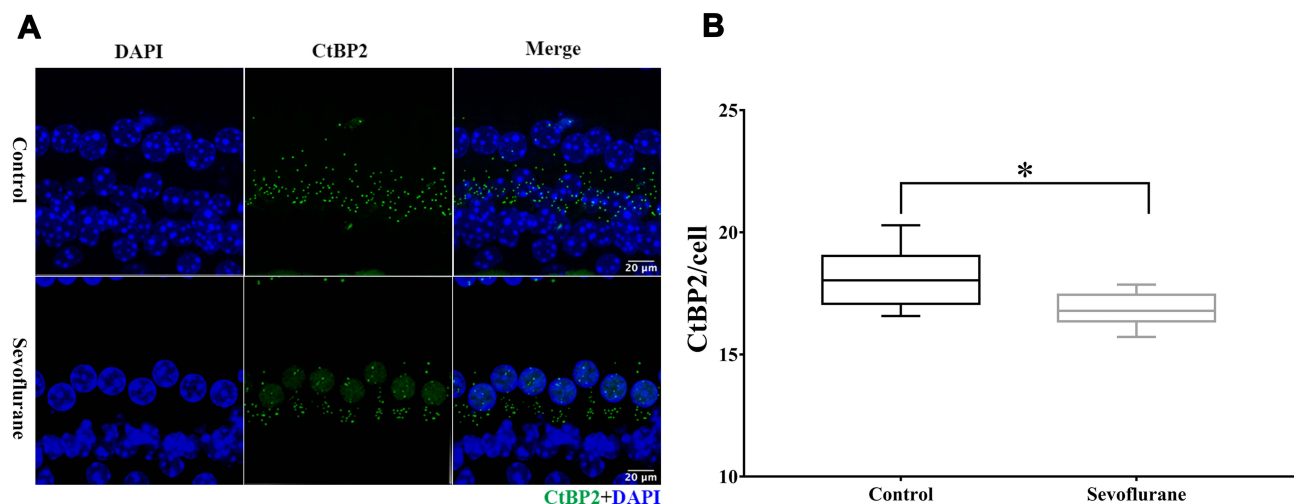 A
DAPI CtBP2 Merge
Control
20 μm
Sevoflurane
20 μm
CtBP2+DAPI
B
CtBP2/cell
25
20
15
10
*
Control Sevoflurane